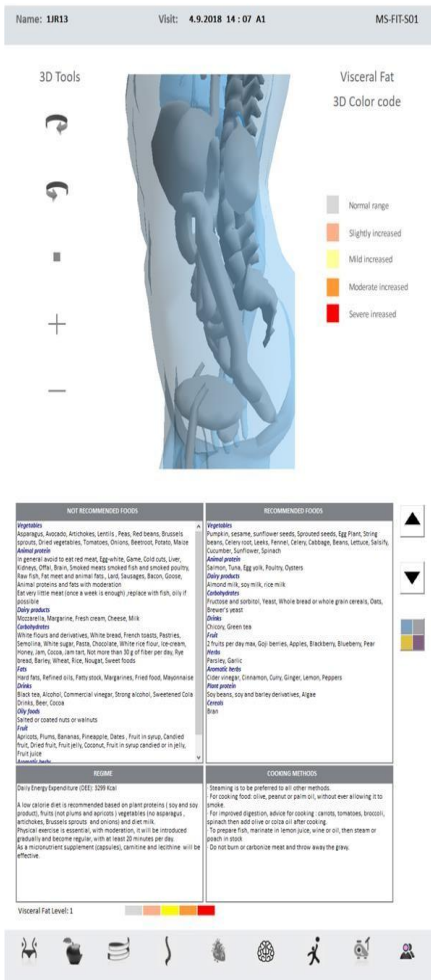 Name: 1JR13 Visit: 4.9.2018 14 : 07 A1 MS-FIT-S01
3D Tools
Visceral Fat
3D Color code
Normal range
Slightly increased
Mild increased
Moderate increased
Severe inreased
NOT RECOMMENDED FOODS
Vegetables
Asparagus, Avocado, Artichokes, Lentils , Peas, Red beans, Brussels
sprouts, Dried vegetables, Tomatoes, Onions, Beetroot, Potato, Maize
Animal protein
In general avoid to eat red meat, Egg-white, Game, Cold cuts, Liver,
Kidneys, Offal, Brain, Smoked meats smoked fish and smoked poultry,
Raw fish, Fat meat and animal fats , Lard, Sausages, Bacon, Goose,
Animal proteins and fats with moderation
Eat very little meat (once a week is enough) ,replace with fish, oily if
possible
Dairy products
Mozzarella, Margarine, Fresh cream, Cheese, Milk
Carbohydrates
White flours and derivatives, White bread, French toasts, Pastries,
Semolina, White sugar, Pasta, Chocolate, White rice flour, Ice-cream,
Honey, Jam, Cocoa, Jam tart, Not more than 30 g of fiber per day, Rye
bread, Barley, Wheat, Rice, Nougat, Sweet foods
Fats
Hard fats, Refined oils, Fatty stock, Margarines, Fried food, Mayonnaise
Drinks
Black tea, Alcohol, Commercial vinegar, Strong alcohol, Sweetened Cola
Drinks, Beer, Cocoa
Oily foods
Salted or coated nuts or walnuts
Fruit
Apricots, Plums, Bananas, Pineapple, Dates , Fruit in syrup, Candied
fruit, Dried fruit, Fruit jelly, Coconut, Fruit in syrup candied or in jelly,
Fruit juice
Aromatic herbs
RECOMMENDED FOODS
Vegetables
Pumpkin, sesame, sunflower seeds, Sprouted seeds, Egg Plant, String
beans, Celery root, Leeks, Fennel, Celery, Cabbage, Beans, Lettuce, Salsify,
Cucumber, Sunflower, Spinach
Animal protein
Salmon, Tuna, Egg yolk, Poultry, Oysters
Dairy products
Almond milk, soy milk, rice milk
Carbohydrates
Fructose and sorbitol, Yeast, Whole bread or whole grain cereals, Oats,
Brewer's yeast
Drinks
Chicory, Green tea
Fruit
2 fruits per day max, Goji berries, Apples, Blackberry, Blueberry, Pear
Herbs
Parsley, Garlic
Aromatic herbs
Cider vinegar, Cinnamon, Curry, Ginger, Lemon, Peppers
Plant protein
Soy beans, soy and barley derivatives, Algae
Cereals
Bran
REGIME
Daily Energy Expenditure (DEE): 3299 Kcal
A low calorie diet is recommended based on plant proteins ( soy and soy
product), fruits (not plums and apricots ) vegetables (no asparagus ,
artichokes, Brussels sprouts and onions) and diet milk.
Physical exercise is essential, with moderation, it will be introduced
gradually and become regular, with at least 20 minutes per day.
As a micronutrient supplement (capsules), carnitine and lecithine will be
effective.
COOKING METHODS
- Steaming is to be preferred to all other methods.
- For cooking food: olive, peanut or palm oil, without ever allowing it to
smoke.
- For improved digestion, advice for cooking : carrots, tomatoes, broccoli,
spinach then add olive or colza oil after cooking.
- To prepare fish, marinate in lemon juice, wine or oil, then steam or
poach in stock
- Do not burn or carbonize meat and throw away the gravy.
Visceral Fat Level: 1